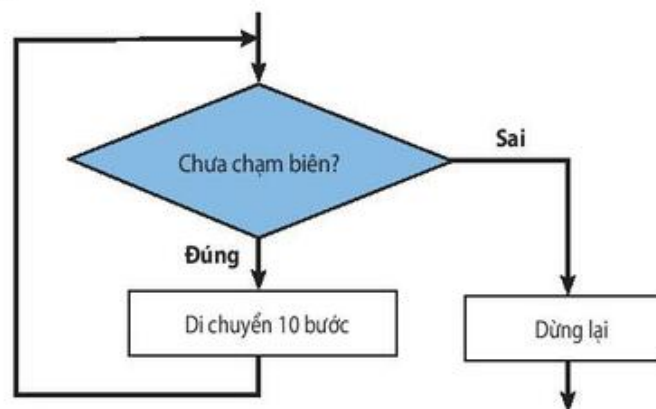 Chưa chạm biên?
Sai
Đúng
Di chuyển 10 bước
Dừng lại